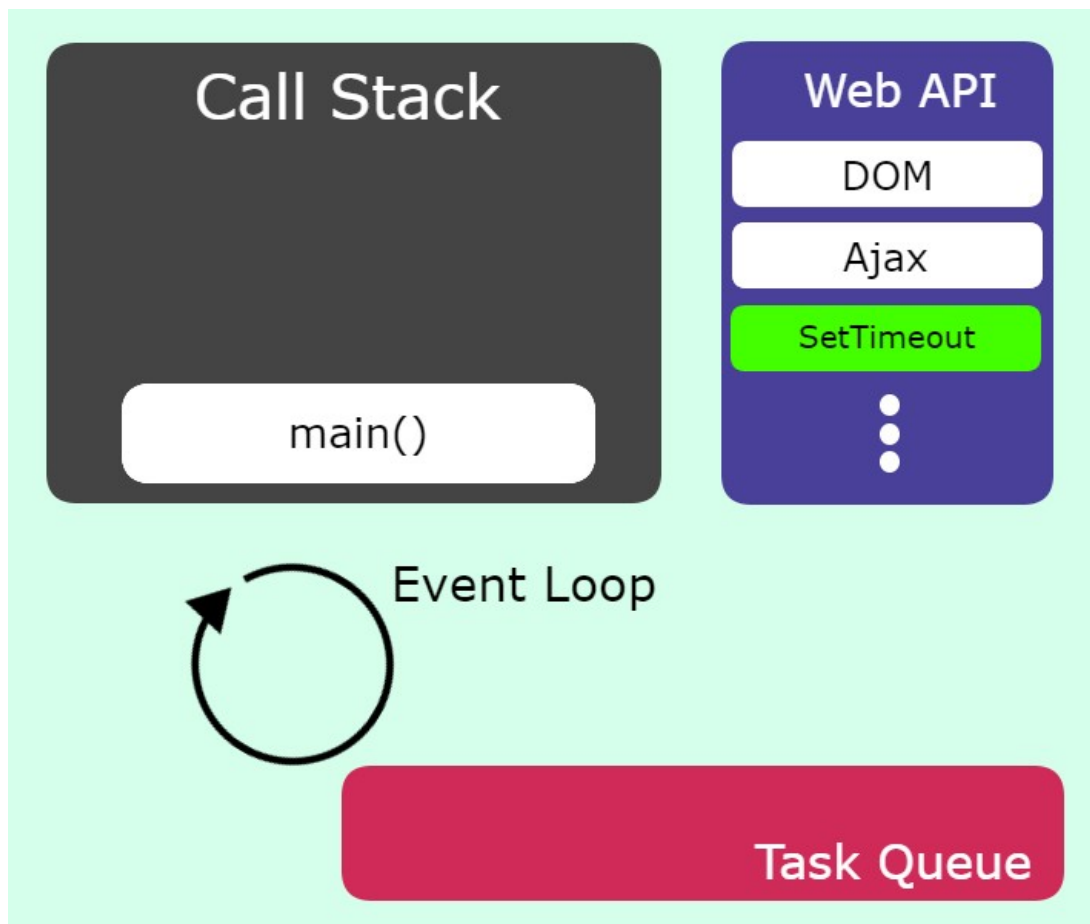 Call Stack
main()
Web API
DOM
Ajax
SetTimeout
Event Loop
Task Queue